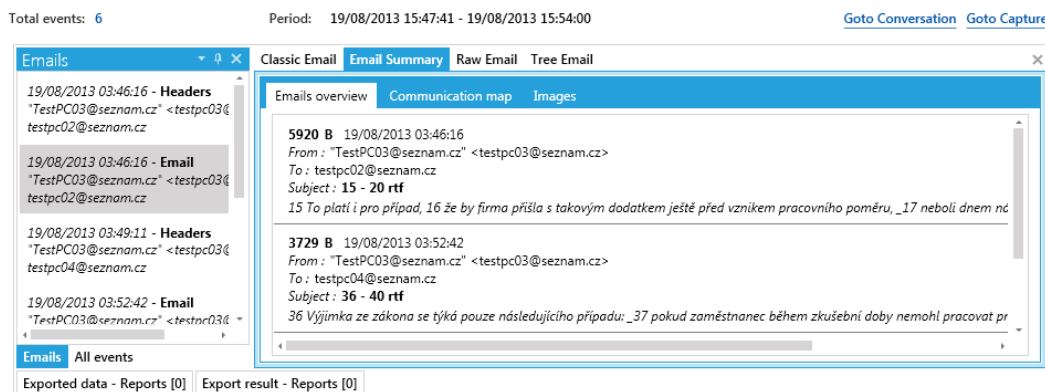 Total events: 6 Period: 19/08/2013 15:47:41 - 19/08/2013 15:54:00 Goto Conversation Goto Capture
Emails
19/08/2013 03:46:16 - Headers
"TestPC03@seznam.cz" <testpc03@
testpc02@seznam.cz
19/08/2013 03:46:16 - Email
"TestPC03@seznam.cz" <testpc03@
testpc02@seznam.cz
19/08/2013 03:49:11 - Headers
"TestPC03@seznam.cz" <testpc03@
testpc04@seznam.cz
19/08/2013 03:52:42 - Email
"TestPC03@seznam.cz" <testpc03@
Emails All events
Classic Email Email Summary Raw Email Tree Email
Emails overview Communication map Images
5920 B 19/08/2013 03:46:16
From : "TestPC03@seznam.cz" <testpc03@seznam.cz>
To : testpc02@seznam.cz
Subject : 15 - 20 rtf
15 To platí i pro případ, 16 že by firma přišla s takovým dodatkem ještě před vznikem pracovního poměru, _17 neboli dnem ná
3729 B 19/08/2013 03:52:42
From : "TestPC03@seznam.cz" <testpc03@seznam.cz>
To : testpc04@seznam.cz
Subject : 36 - 40 rtf
36 Výjimka ze zákona se týká pouze následujícího případu: _37 pokud zaměstnanec během zkušební doby nemohl pracovat pr
Exported data - Reports [0] Export result - Reports [0]